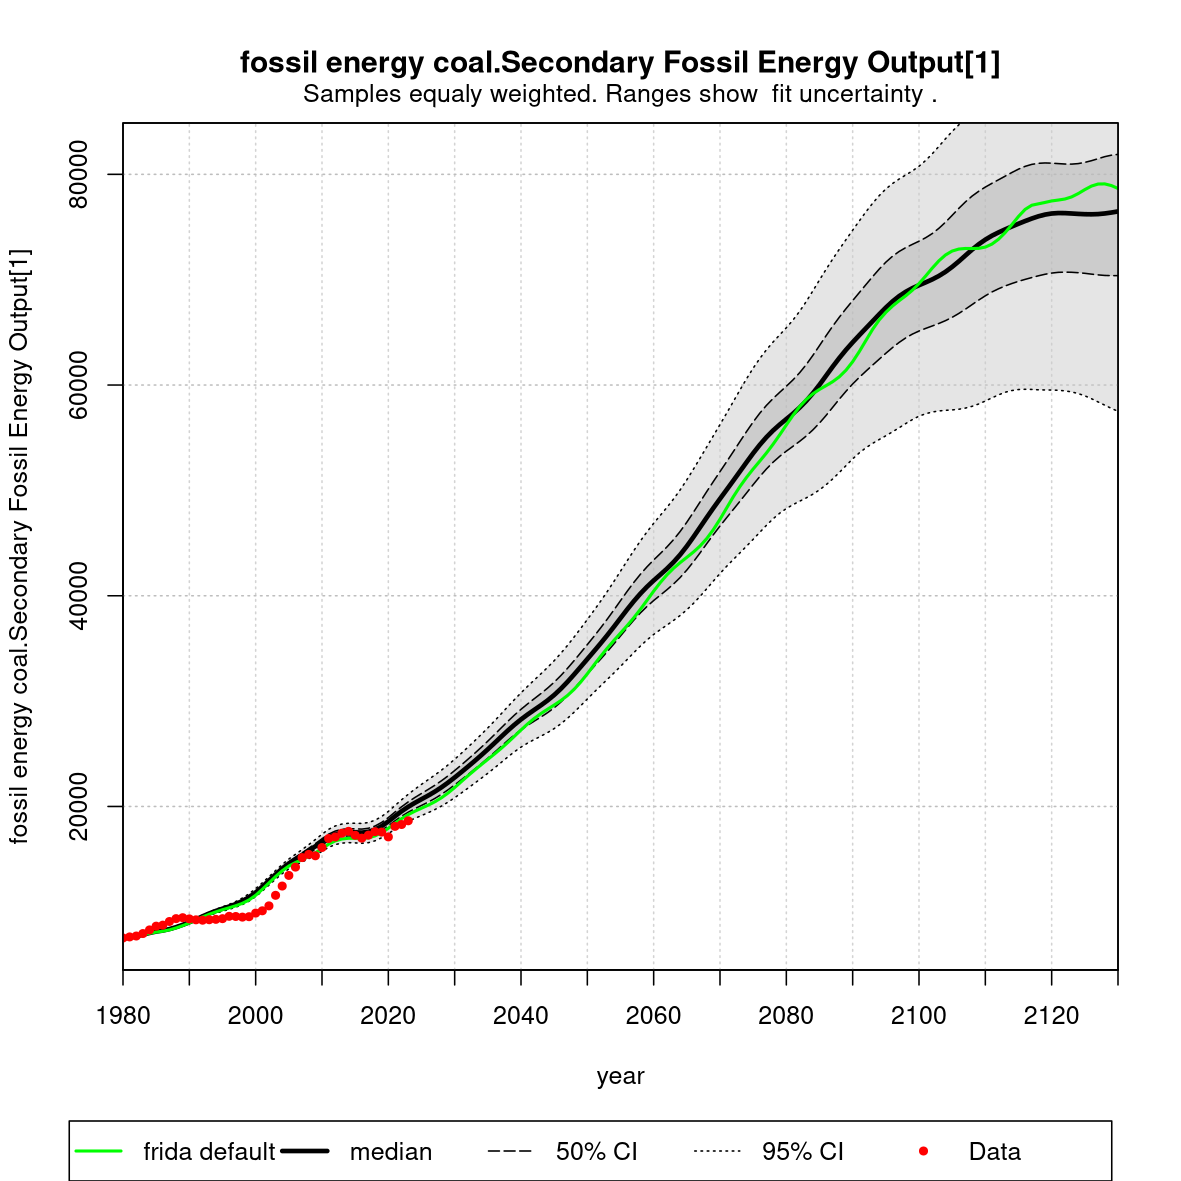 fossil energy coal.Secondary Fossil Energy Output[1]
Samples equaly weighted. Ranges show  fit uncertainty .
fossil energy coal.Secondary Fossil Energy Output[1]
80000
60000
40000
20000
1980 2000 2020 2040 2060 2080 2100 2120
year
frida default median 50% CI 95% CI Data